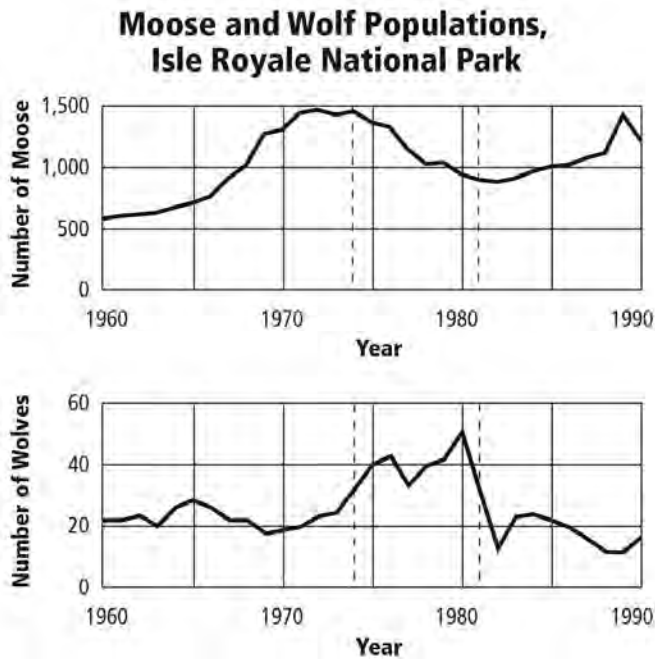 Moose and Wolf Populations,
Isle Royale National Park
Number of Moose
1,500
1,000
500
0
1960 1970 1980 1990
Year
Number of Wolves
60
40
20
0
1960 1970 1980 1990
Year